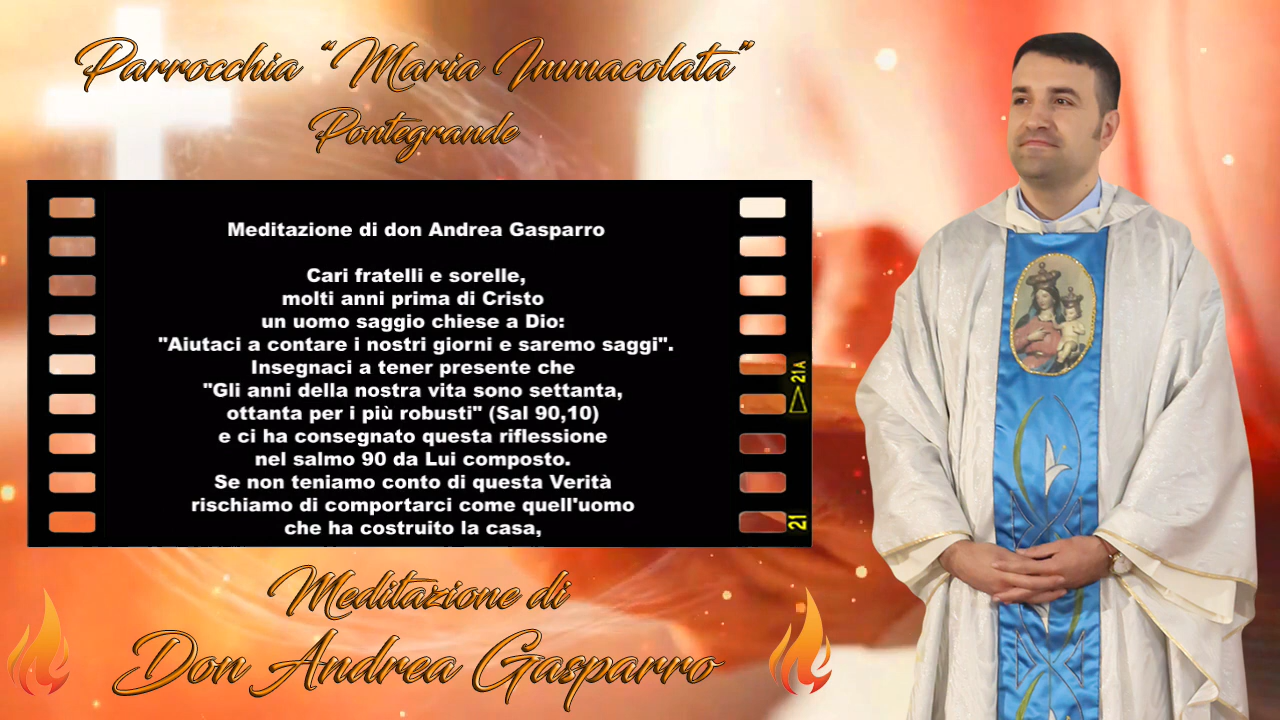 Parrocchia “Maria Immacolata”
Pontegrande
Meditazione di don Andrea Gasparro
Cari fratelli e sorelle,
molti anni prima di Cristo
un uomo saggio chiese a Dio:
"Aiutaci a contare i nostri giorni e saremo saggi".
Insegnaci a tener presente che
"Gli anni della nostra vita sono settanta,
ottanta per i più robusti" (Sal 90,10)
e ci ha consegnato questa riflessione
nel salmo 90 da Lui composto.
Se non teniamo conto di questa Verità
rischiamo di comportarci come quell'uomo
che ha costruito la casa,
21A
21
Meditazione di
Don Andrea Gasparro